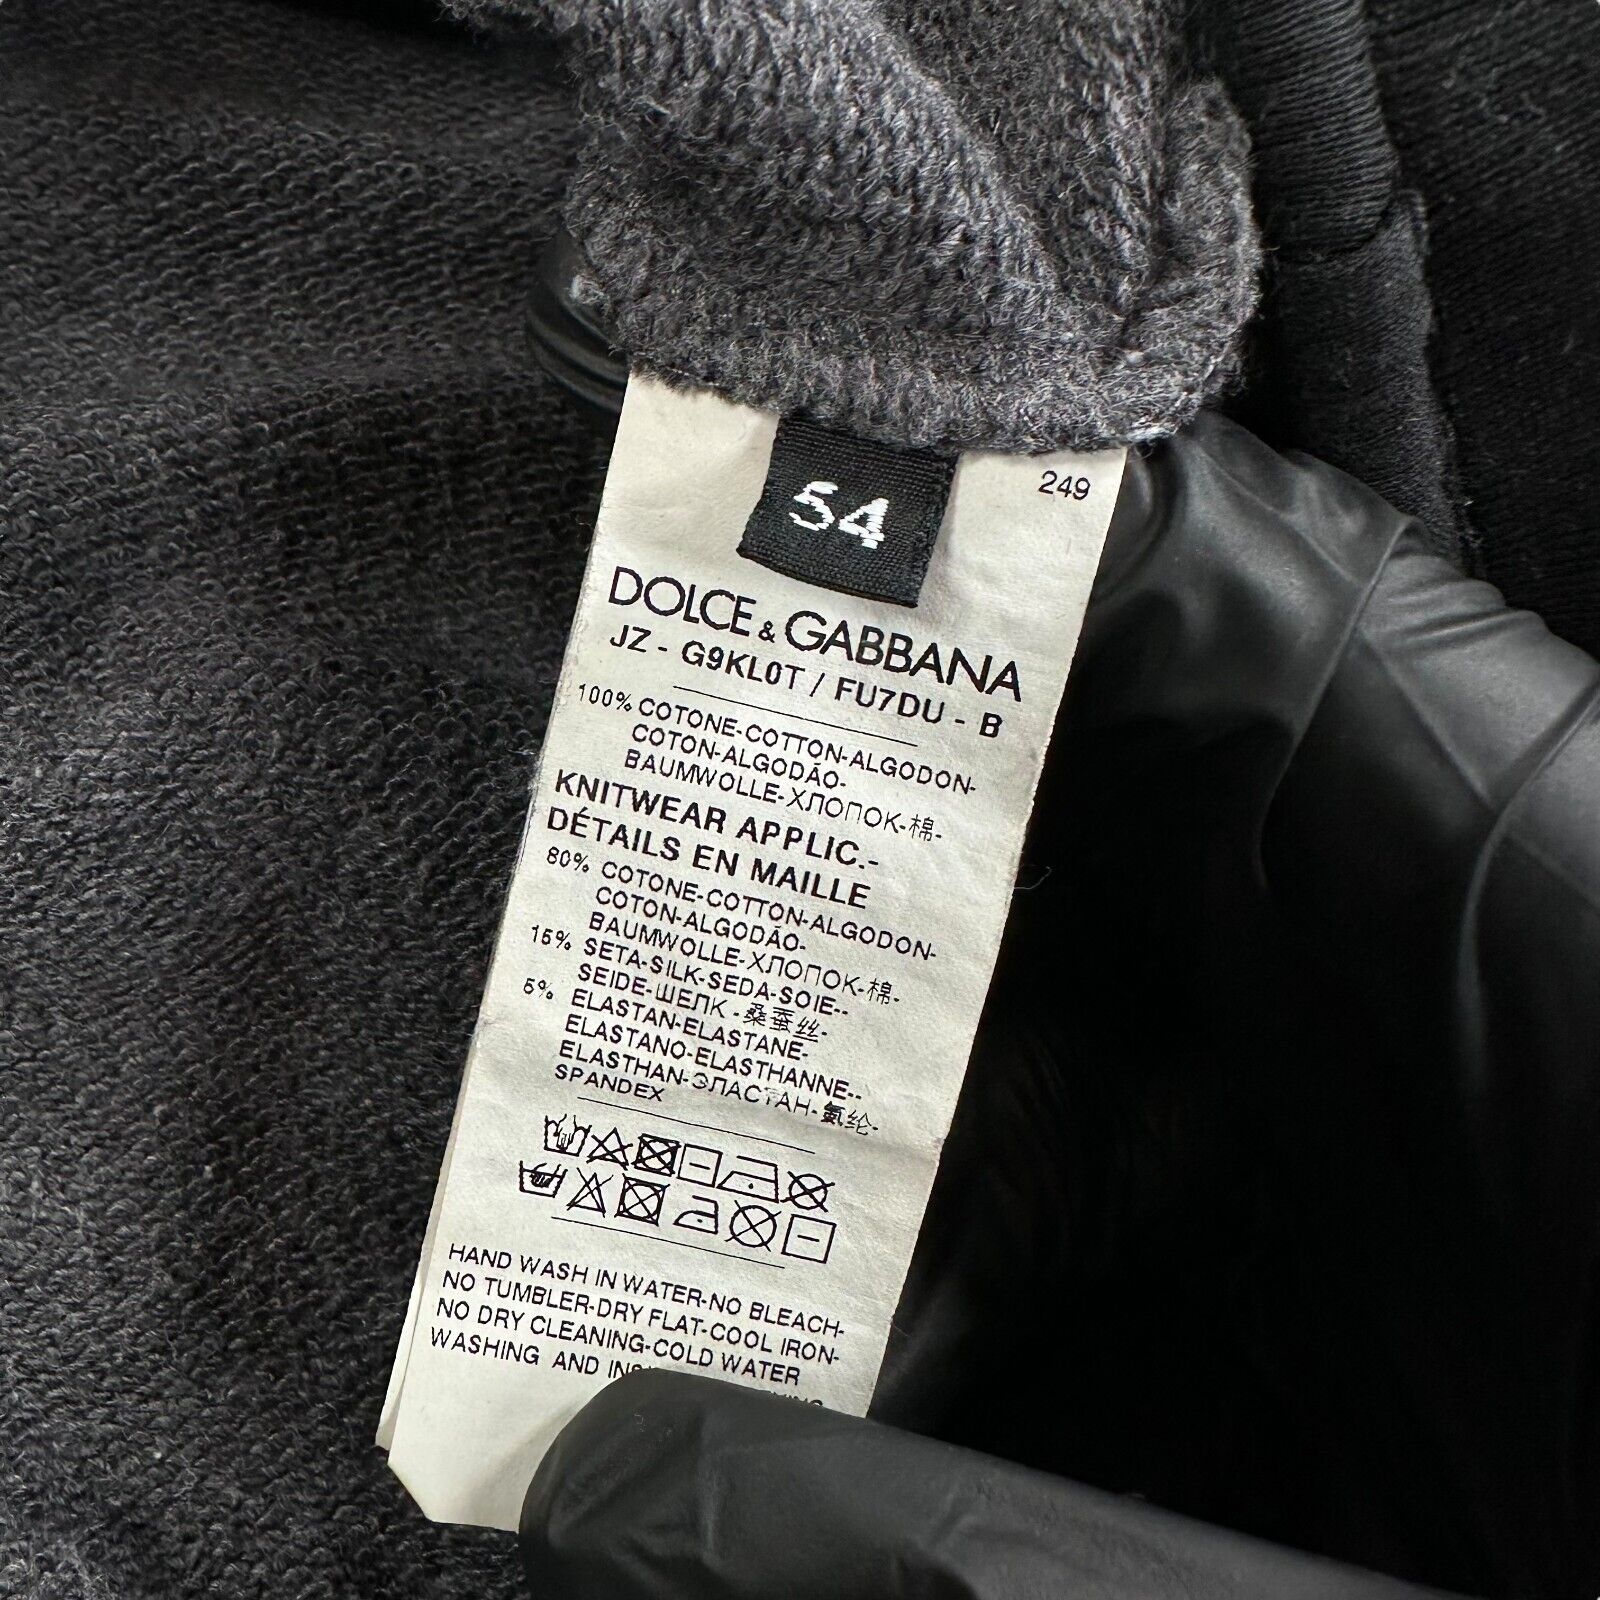 54
249
DOLCE & GABBANA
JZ - G9KL0T / FU7DU - B
100% COTONE-COTTON-ALGODON-
COTON-ALGODÃO-
BAUMWOLLE-ХЛОПОК-棉-
KNITWEAR APPLIC.-
DÉTAILS EN MAILLE
80% COTONE-COTTON-ALGODON-
COTON-ALGODÃO-
BAUMWOLLE-ХЛОПОК-棉-
15% SETA-SILK-SEDA-SOIE--
SEIDE-ШЕЛК -桑蚕丝-
5% ELASTAN-ELASTANE-
ELASTANO-ELASTHANNE--
ELASTHAN-ЭЛАСТАН-氨纶-
SPANDEX
HAND WASH IN WATER-NO BLEACH-
NO TUMBLER-DRY FLAT-COOL IRON-
NO DRY CLEANING-COLD WATER
WASHING AND